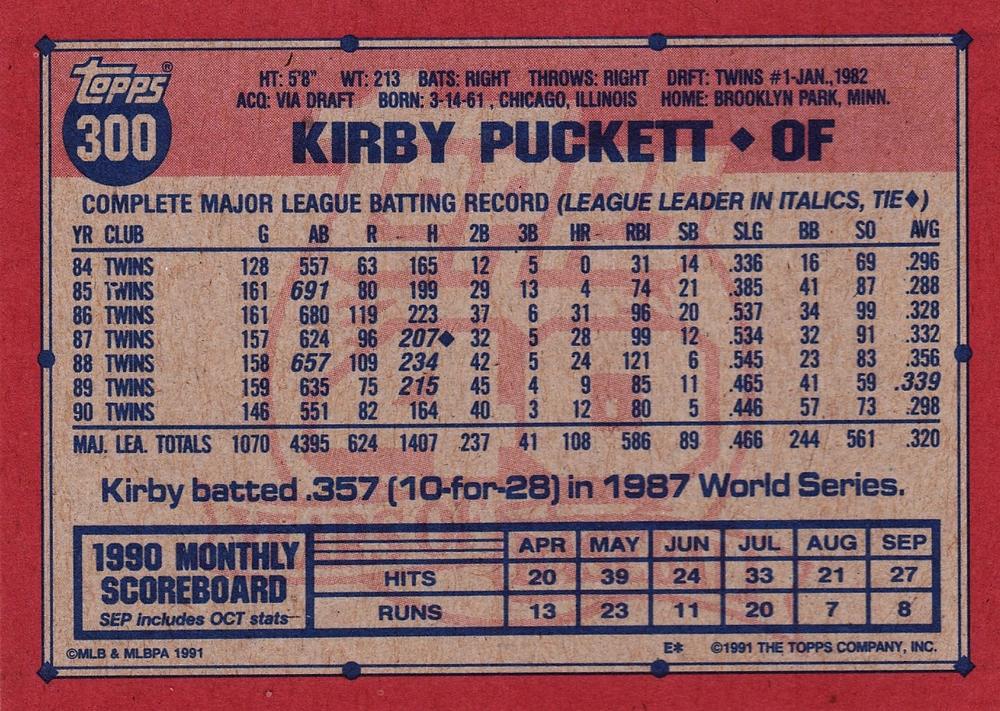 topps®
300
HT: 5'8" WT: 213 BATS: RIGHT THROWS: RIGHT DRFT: TWINS #1-JAN.,1982
ACQ: VIA DRAFT BORN: 3-14-61, CHICAGO, ILLINOIS HOME: BROOKLYN PARK, MINN.
KIRBY PUCKETT ◆ OF
COMPLETE MAJOR LEAGUE BATTING RECORD (LEAGUE LEADER IN ITALICS, TIE◆)
YR CLUB G AB R H 2B 3B HR RBI SB SLG BB SO AVG
84 TWINS 128 557 63 165 12 5 0 31 14 .336 16 69 .296
85 TWINS 161 691 80 199 29 13 4 74 21 .385 41 87 .288
86 TWINS 161 680 119 223 37 6 31 96 20 .537 34 99 .328
87 TWINS 157 624 96 207◆ 32 5 28 99 12 .534 32 91 .332
88 TWINS 158 657 109 234 42 5 24 121 6 .545 23 83 .356
89 TWINS 159 635 75 215 45 4 9 85 11 .465 41 59 .339
90 TWINS 146 551 82 164 40 3 12 80 5 .446 57 73 .298
MAJ. LEA. TOTALS 1070 4395 624 1407 237 41 108 586 89 .466 244 561 .320
Kirby batted .357 (10-for-28) in 1987 World Series.
1990 MONTHLY
SCOREBOARD
SEP includes OCT stats
APR MAY JUN JUL AUG SEP
HITS 20 39 24 33 21 27
RUNS 13 23 11 20 7 8
©MLB & MLBPA 1991 E* ©1991 THE TOPPS COMPANY, INC.